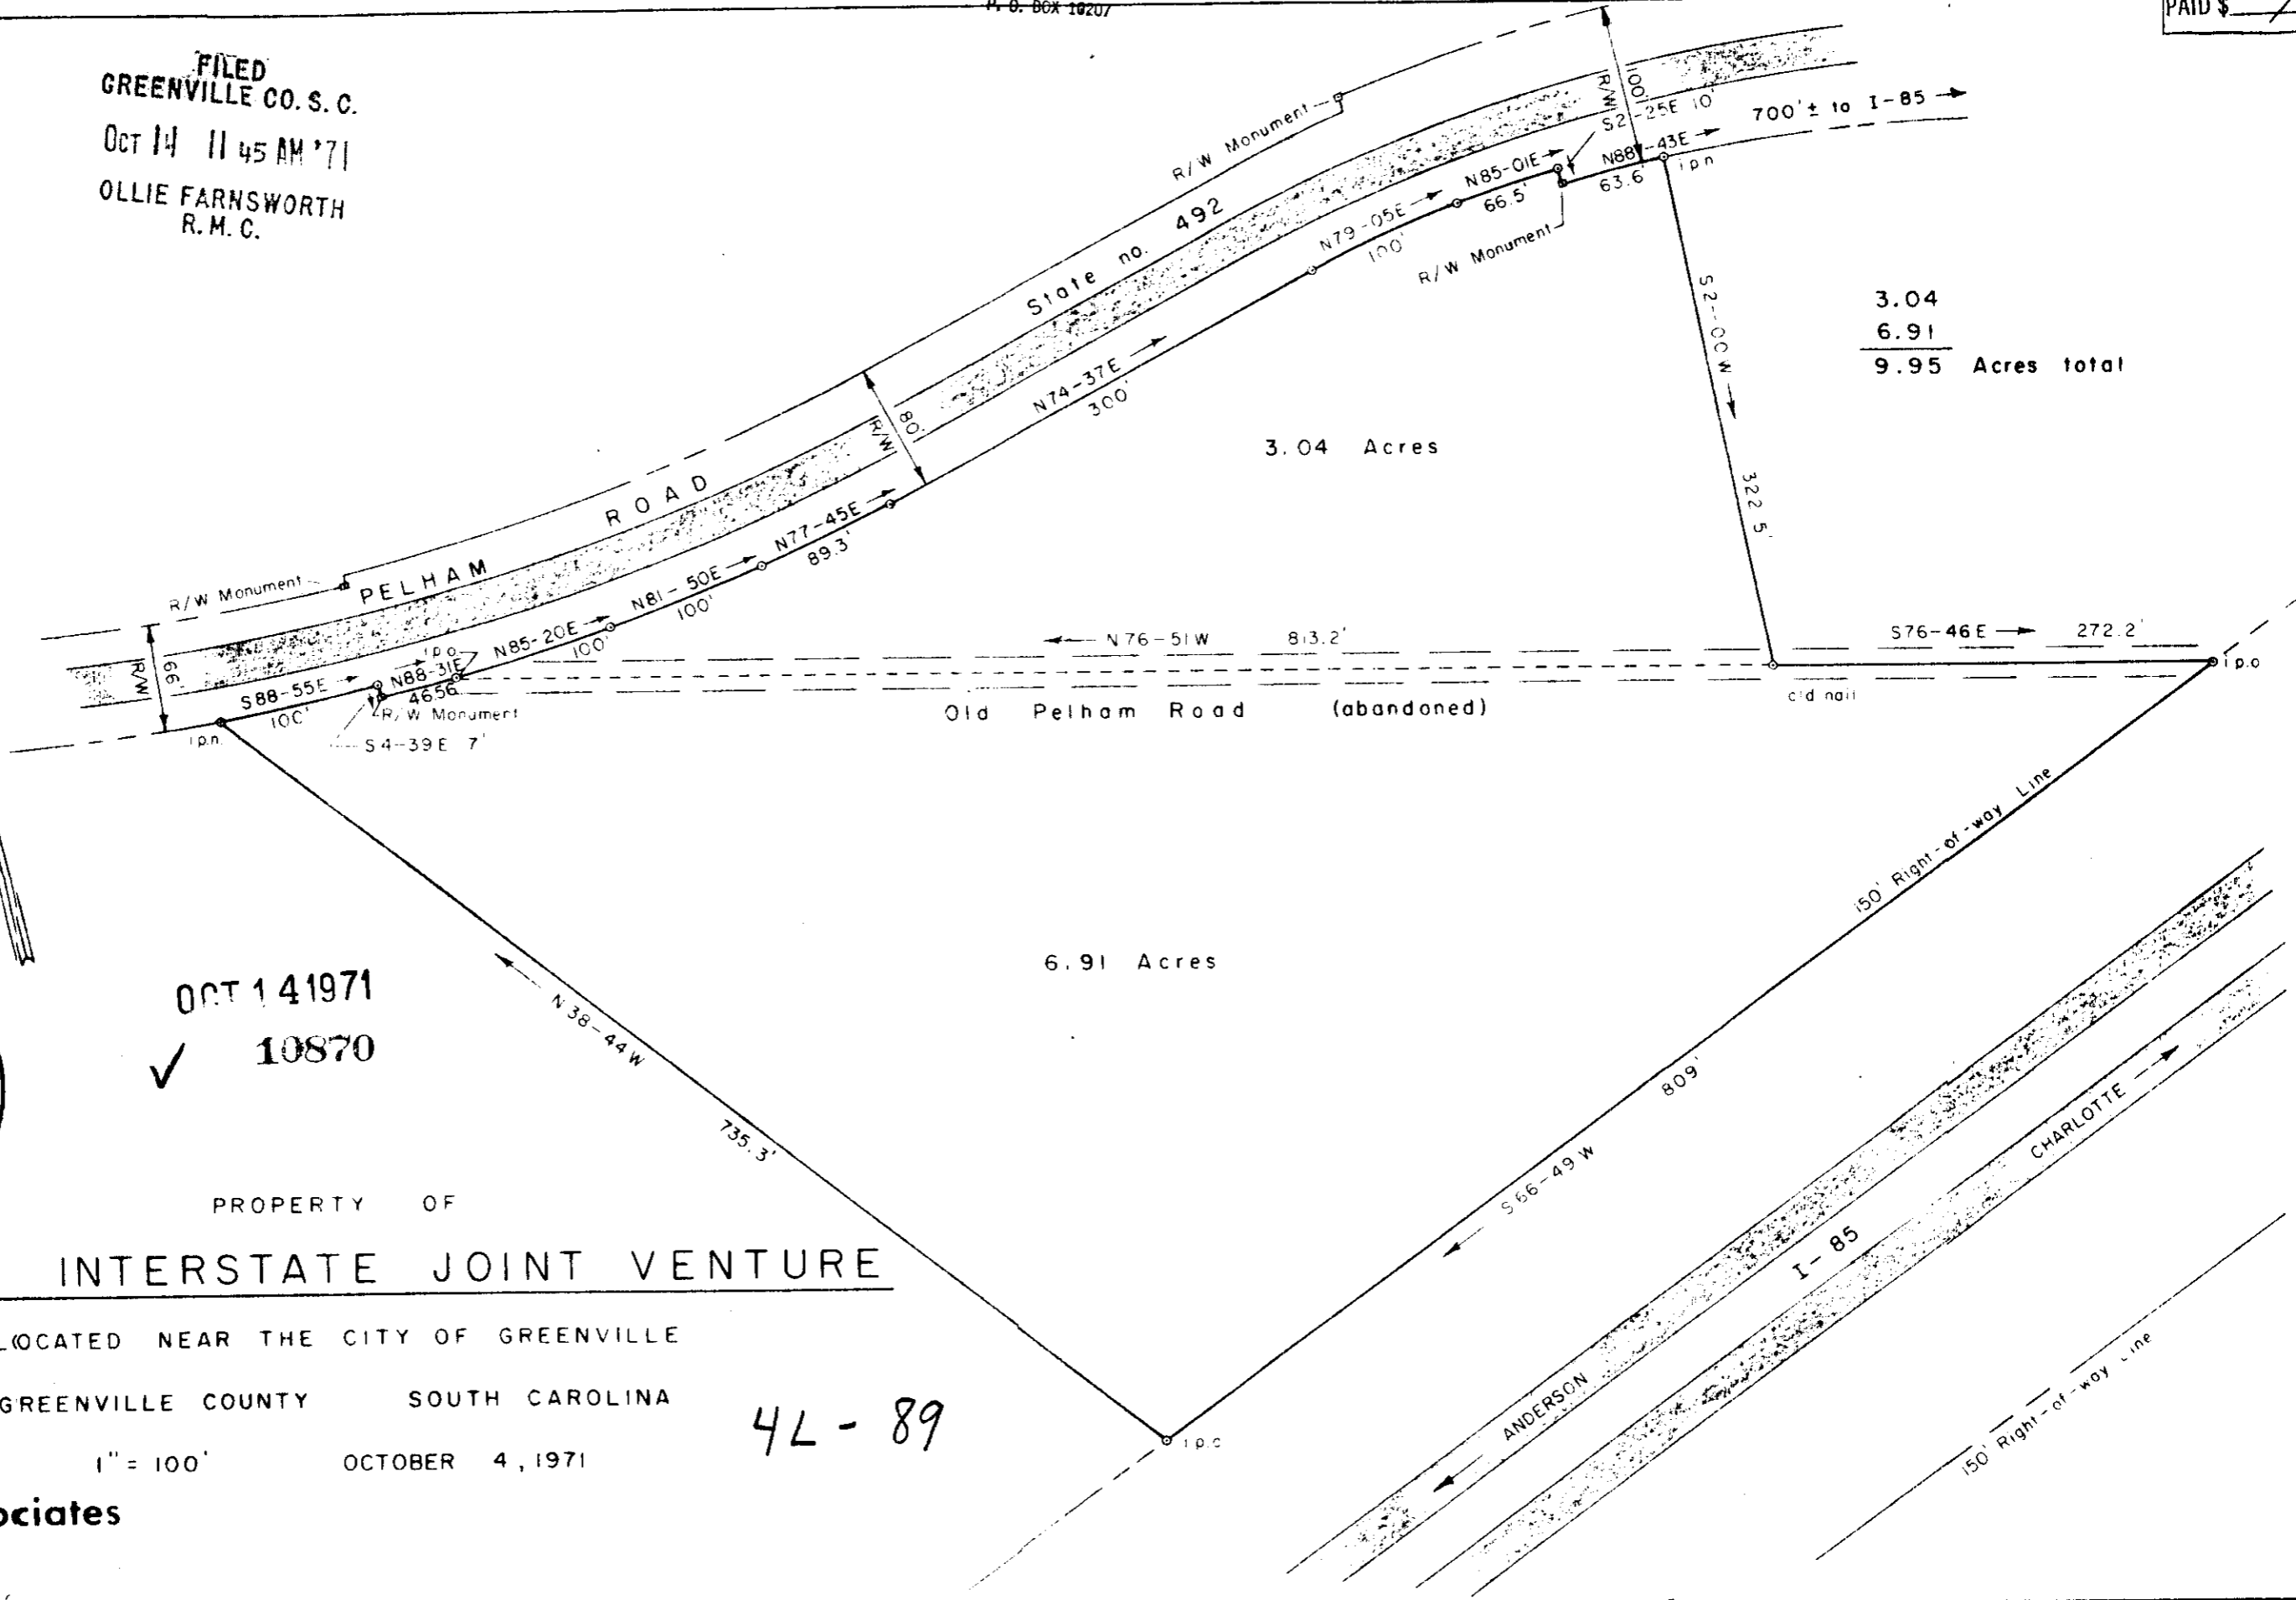 P. O. BOX 10207
PAID $
FILED
GREENVILLE CO. S. C.
OCT 14 11 45 AM '71
OLLIE FARNSWORTH
R. M. C.
R/W Monument
100'
R/W
S2-25E 10'
700'± to I-85
N88-43E
63.6'
i p n
N85-01E
66.5'
N79-05E
100'
R/W Monument
State no. 492
N74-37E
300'
S2-00W
322.5'
3.04
6.91
9.95 Acres total
3.04 Acres
80'
R/W
PELHAM ROAD
R/W Monument
66'
R/W
N77-45E
89.3'
N81-50E
100'
N85-20E
100'
i p o
N88-31E
46.56
S88-55E
100'
R/W Monument
S4-39E 7'
i p.n.
N76-51W 813.2'
S76-46E 272.2'
i p.o
old nail
Old Pelham Road (abandoned)
150' Right-of-way Line
6.91 Acres
N38-44W
735.3'
809'
S66-49W
i p.o
CHARLOTTE
I-85
ANDERSON
150' Right-of-way Line
OCT 14 1971
✓ 10870
PROPERTY OF
INTERSTATE JOINT VENTURE
LOCATED NEAR THE CITY OF GREENVILLE
GREENVILLE COUNTY SOUTH CAROLINA
1" = 100' OCTOBER 4, 1971
4L - 89
ociates